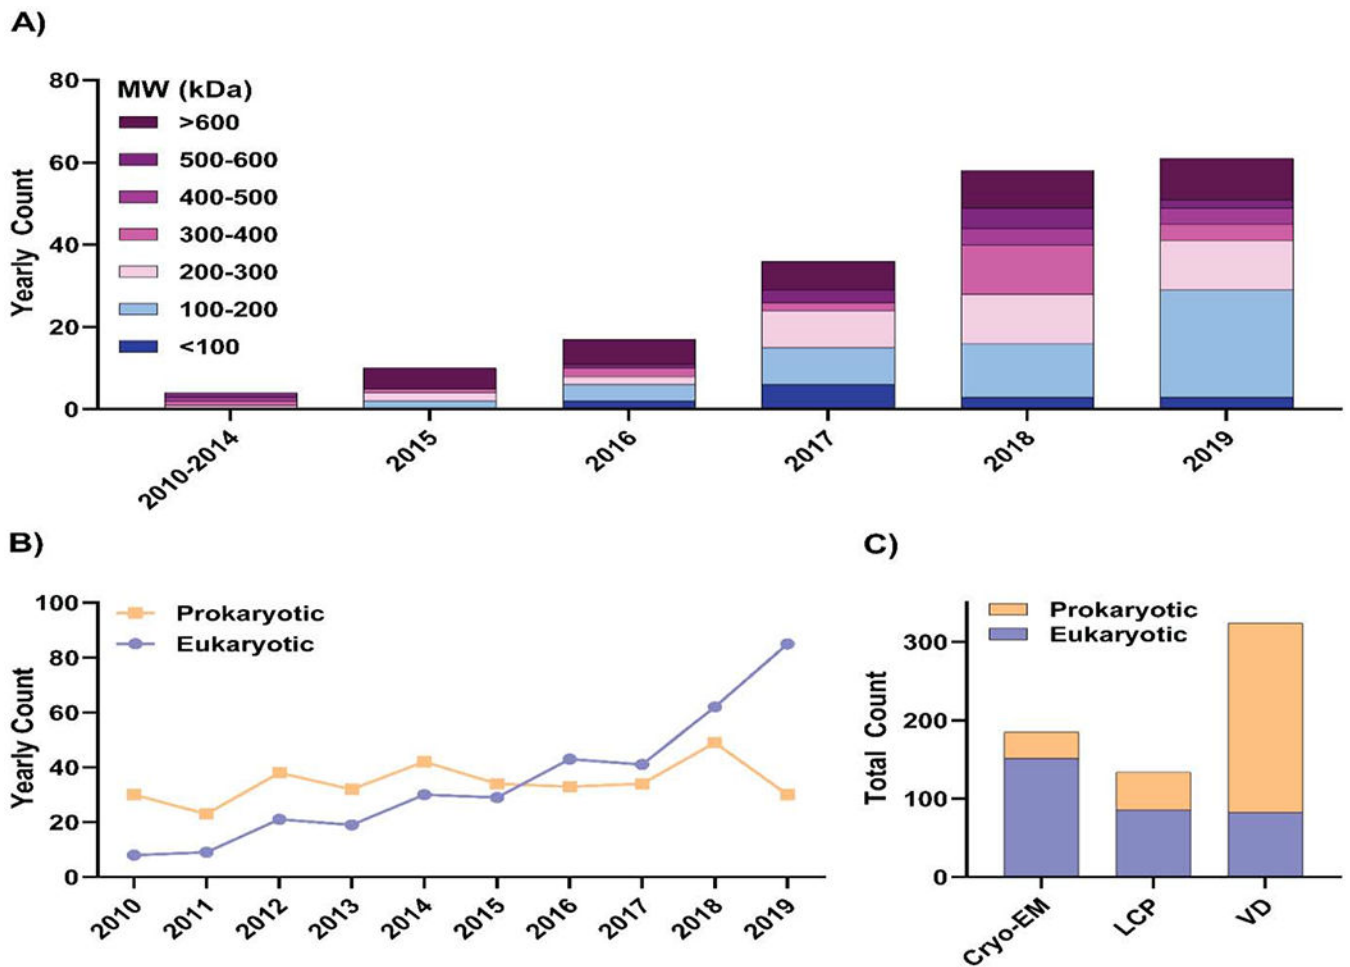 A)
80
60
40
20
0
Yearly Count
MW (kDa)
>600
500-600
400-500
300-400
200-300
100-200
<100
2010-2014
2015
2016
2017
2018
2019
B)
100
80
60
40
20
0
Yearly Count
Prokaryotic
Eukaryotic
2010
2011
2012
2013
2014
2015
2016
2017
2018
2019
C)
300
200
100
0
Total Count
Prokaryotic
Eukaryotic
Cryo-EM
LCP
VD